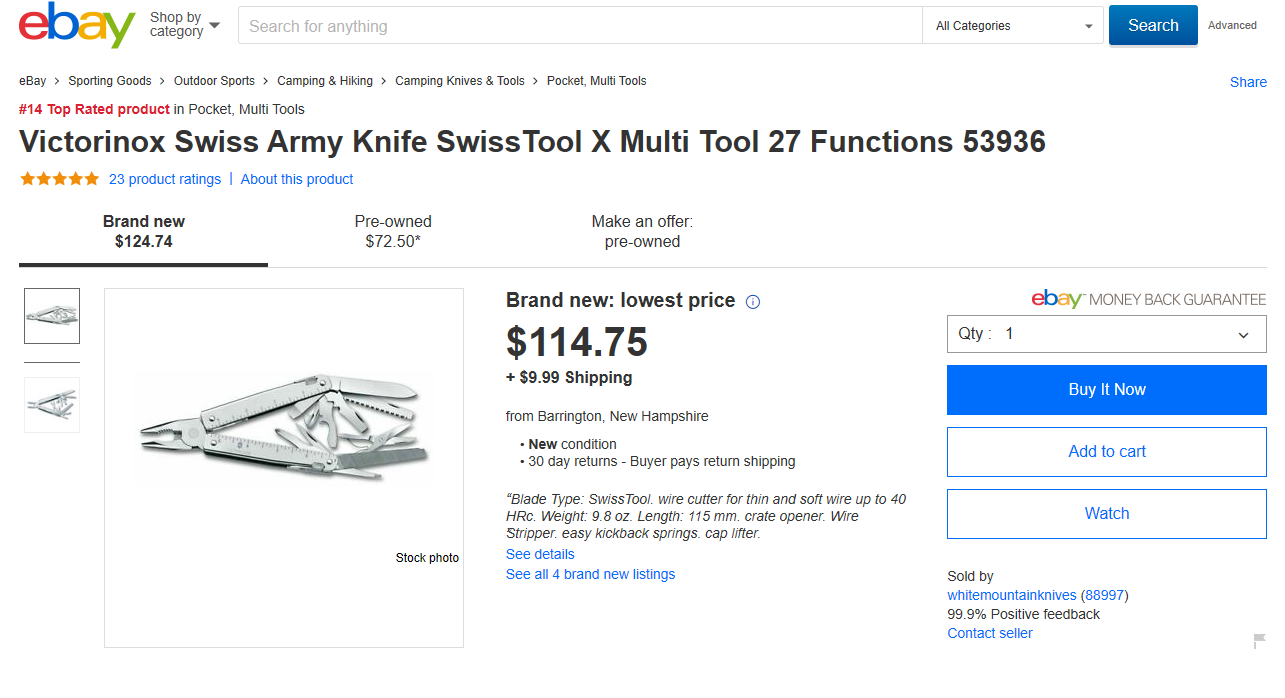 ebay
Shop by
category
Search for anything
All Categories
Search
Advanced
eBay > Sporting Goods > Outdoor Sports > Camping & Hiking > Camping Knives & Tools > Pocket, Multi Tools
Share
#14 Top Rated product in Pocket, Multi Tools
Victorinox Swiss Army Knife SwissTool X Multi Tool 27 Functions 53936
23 product ratings | About this product
Brand new
$124.74
Pre-owned
$72.50*
Make an offer:
pre-owned
Brand new: lowest price
$114.75
+ $9.99 Shipping
from Barrington, New Hampshire
• New condition
• 30 day returns - Buyer pays return shipping
“Blade Type: SwissTool. wire cutter for thin and soft wire up to 40
HRc. Weight: 9.8 oz. Length: 115 mm. crate opener. Wire
Stripper. easy kickback springs. cap lifter.
See details
See all 4 brand new listings
Stock photo
ebay™ MONEY BACK GUARANTEE
Qty : 1
Buy It Now
Add to cart
Watch
Sold by
whitemountainknives (88997)
99.9% Positive feedback
Contact seller